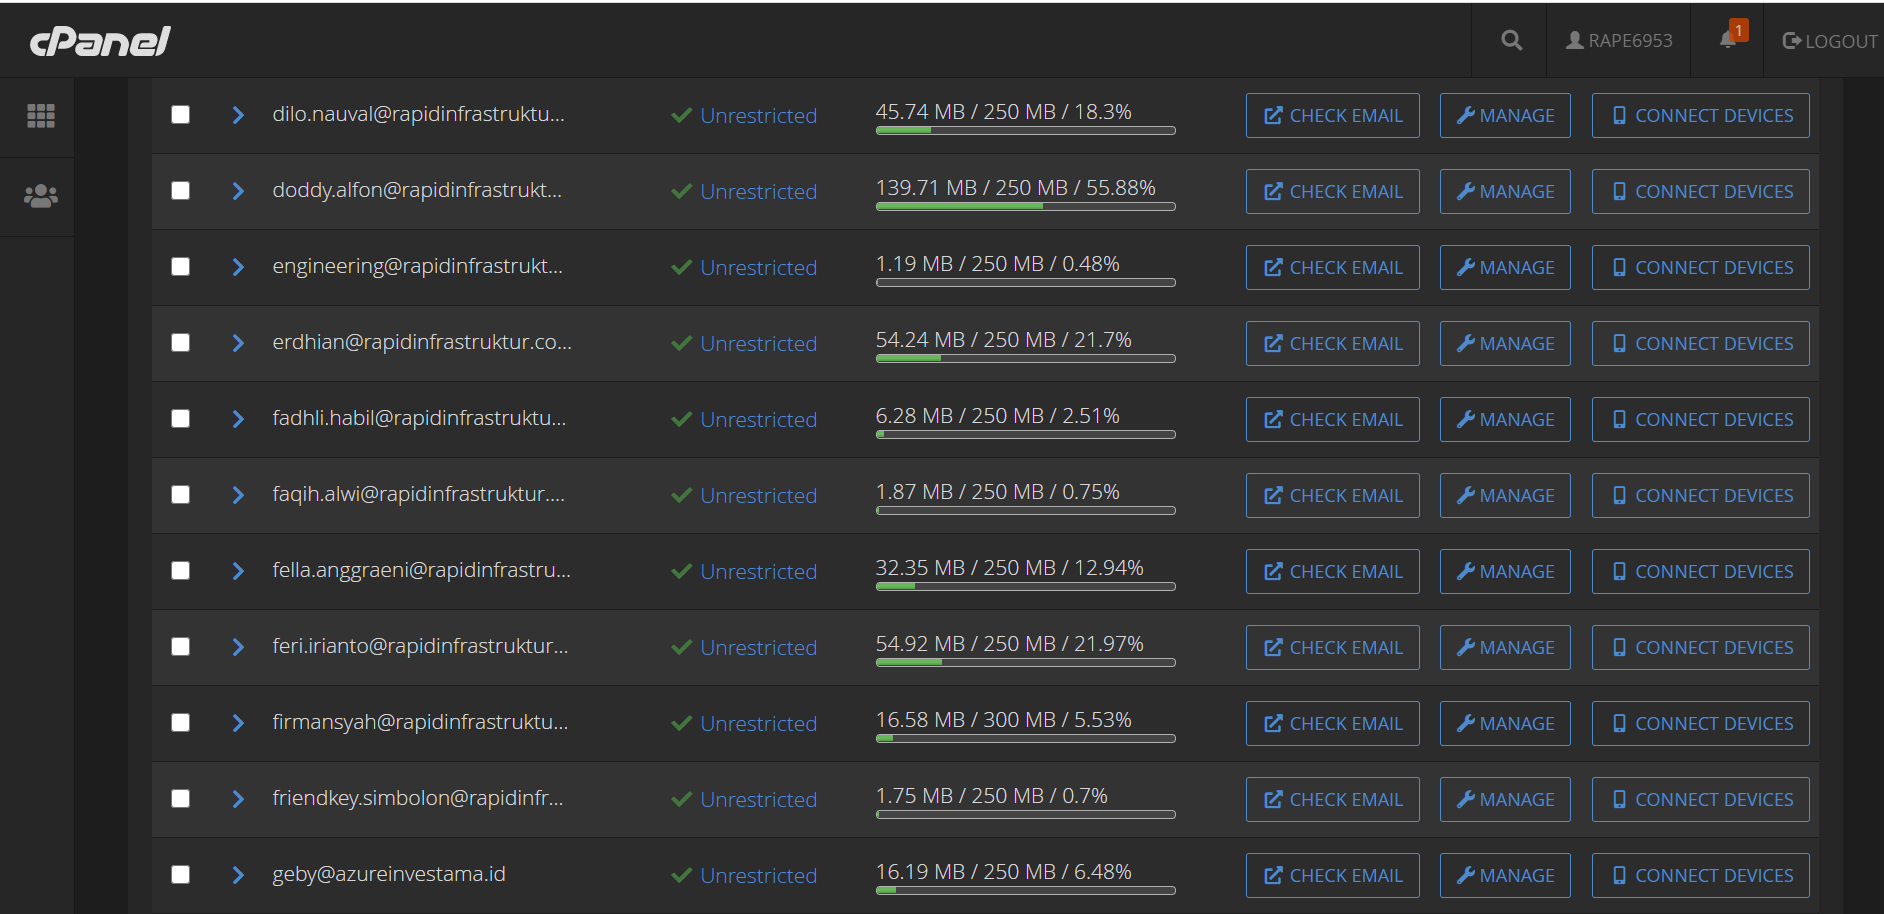 cPanel
RAPE6953
1
LOGOUT
dilo.nauval@rapidinfrastruktu... Unrestricted 45.74 MB / 250 MB / 18.3% CHECK EMAIL MANAGE CONNECT DEVICES
doddy.alfon@rapidinfrastrukt... Unrestricted 139.71 MB / 250 MB / 55.88% CHECK EMAIL MANAGE CONNECT DEVICES
engineering@rapidinfrastrukt... Unrestricted 1.19 MB / 250 MB / 0.48% CHECK EMAIL MANAGE CONNECT DEVICES
erdhian@rapidinfrastruktur.co... Unrestricted 54.24 MB / 250 MB / 21.7% CHECK EMAIL MANAGE CONNECT DEVICES
fadhli.habil@rapidinfrastruktu... Unrestricted 6.28 MB / 250 MB / 2.51% CHECK EMAIL MANAGE CONNECT DEVICES
faqih.alwi@rapidinfrastruktur.... Unrestricted 1.87 MB / 250 MB / 0.75% CHECK EMAIL MANAGE CONNECT DEVICES
fella.anggraeni@rapidinfrastru... Unrestricted 32.35 MB / 250 MB / 12.94% CHECK EMAIL MANAGE CONNECT DEVICES
feri.irianto@rapidinfrastruktur... Unrestricted 54.92 MB / 250 MB / 21.97% CHECK EMAIL MANAGE CONNECT DEVICES
firmansyah@rapidinfrastruktu... Unrestricted 16.58 MB / 300 MB / 5.53% CHECK EMAIL MANAGE CONNECT DEVICES
friendkey.simbolon@rapidinfr... Unrestricted 1.75 MB / 250 MB / 0.7% CHECK EMAIL MANAGE CONNECT DEVICES
geby@azureinvestama.id Unrestricted 16.19 MB / 250 MB / 6.48% CHECK EMAIL MANAGE CONNECT DEVICES